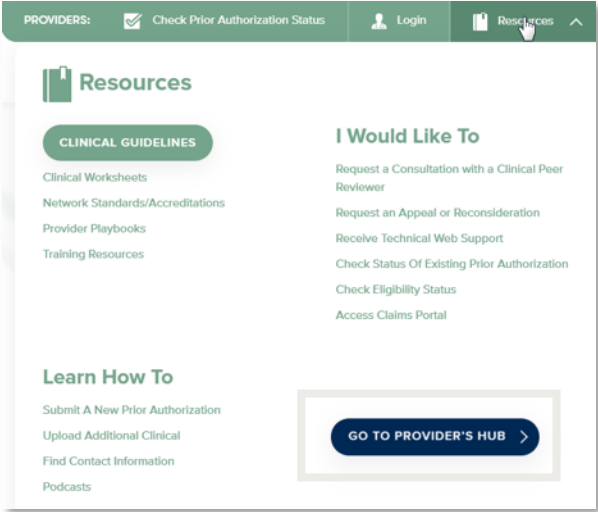 PROVIDERS:
Check Prior Authorization Status
Login
Resources
Resources
CLINICAL GUIDELINES
Clinical Worksheets
Network Standards/Accreditations
Provider Playbooks
Training Resources
I Would Like To
Request a Consultation with a Clinical Peer
Reviewer
Request an Appeal or Reconsideration
Receive Technical Web Support
Check Status Of Existing Prior Authorization
Check Eligibility Status
Access Claims Portal
Learn How To
Submit A New Prior Authorization
Upload Additional Clinical
Find Contact Information
Podcasts
GO TO PROVIDER'S HUB